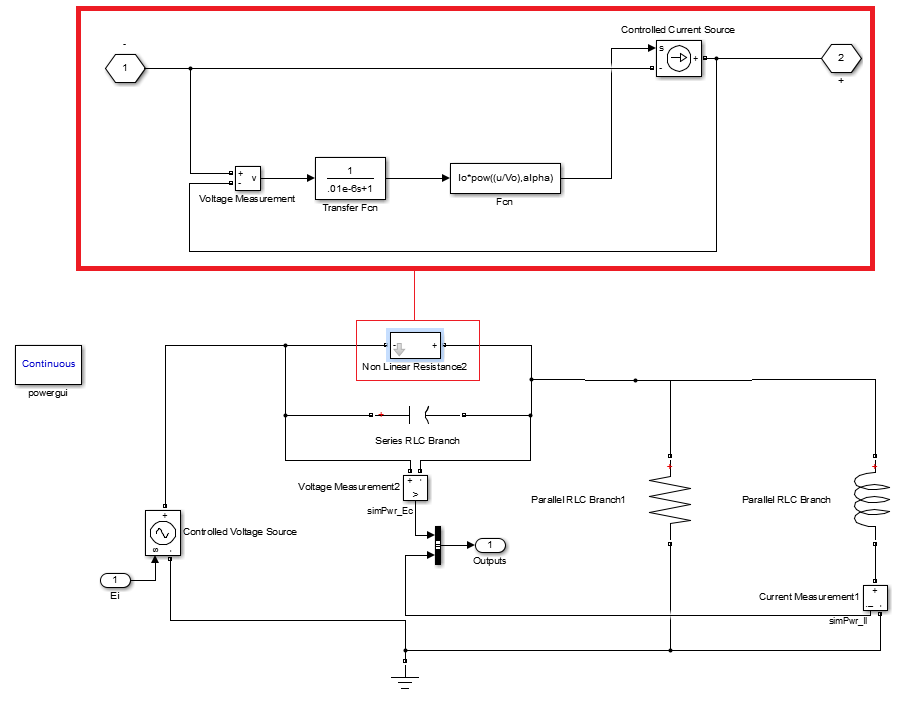 Controlled Current Source
-
1
s
+
-
2
+
+
-
v
Voltage Measurement
1
.01e-6s+1
Transfer Fcn
Io*pow((u/Vo),alpha)
Fcn
Continuous
powergui
-
+
Non Linear Resistance2
+
Series RLC Branch
Voltage Measurement2
+
-
v
simPwr_Ec
1
Outputs
+
s
-
Controlled Voltage Source
1
Ei
+
Parallel RLC Branch1
+
Parallel RLC Branch
Current Measurement1
+
i
-
simPwr_Il